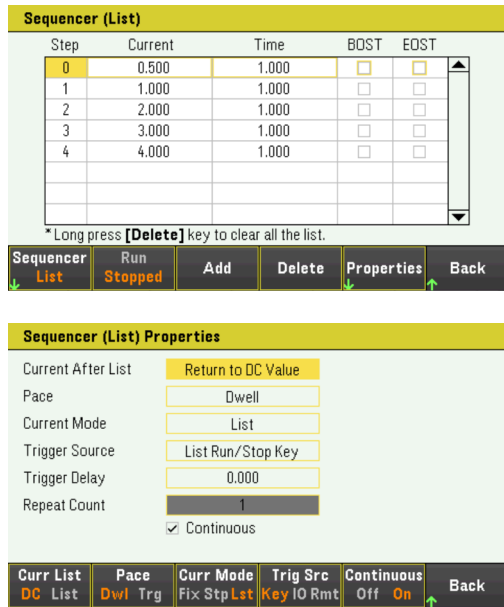 Sequencer (List)
Step Current Time BOST EOST
0 0.500 1.000
1 1.000 1.000
2 2.000 1.000
3 3.000 1.000
4 4.000 1.000
*Long press [Delete] key to clear all the list.
Sequencer Run Add Delete Properties Back
List Stopped
Sequencer (List) Properties
Current After List Return to DC Value
Pace Dwell
Current Mode List
Trigger Source List Run/Stop Key
Trigger Delay 0.000
Repeat Count 1
Continuous
Curr List Pace Curr Mode Trig Src Continuous Back
DC List Dwl Trg Fix Stp Lst Key IO Rmt Off On